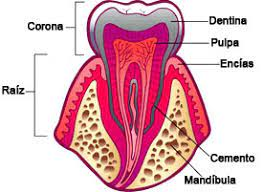 Corona
Dentina
Pulpa
Encías
Raíz
Cemento
Mandíbula